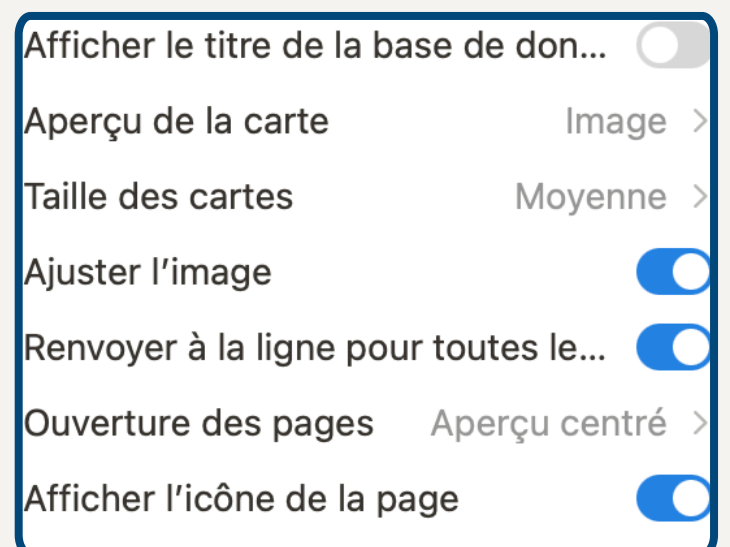 Afficher le titre de la base de don...
Aperçu de la carte Image
Taille des cartes Moyenne
Ajuster l’image
Renvoyer à la ligne pour toutes le...
Ouverture des pages Aperçu centré
Afficher l’icône de la page